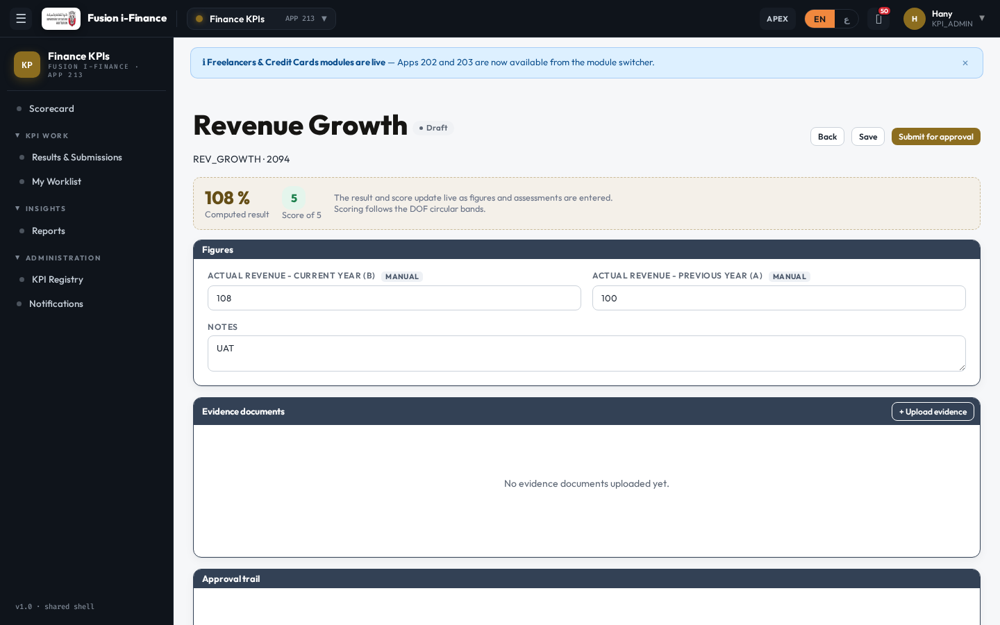 ☰
Fusion i-Finance
Finance KPIs
APP 213 ▼
APEX
EN
ع
50
H
Hany
KPI_ADMIN ▼
KP
Finance KPIs
FUSION I-FINANCE ·
APP 213
Scorecard
▼ KPI WORK
Results & Submissions
My Worklist
▼ INSIGHTS
Reports
▼ ADMINISTRATION
KPI Registry
Notifications
v1.0 · shared shell
ℹ Freelancers & Credit Cards modules are live — Apps 202 and 203 are now available from the module switcher.
×
Revenue Growth
• Draft
Back
Save
Submit for approval
REV_GROWTH · 2094
108 %
Computed result
5
Score of 5
The result and score update live as figures and assessments are entered.
Scoring follows the DOF circular bands.
Figures
ACTUAL REVENUE - CURRENT YEAR (B) MANUAL
108
ACTUAL REVENUE - PREVIOUS YEAR (A) MANUAL
100
NOTES
UAT
Evidence documents
+ Upload evidence
No evidence documents uploaded yet.
Approval trail